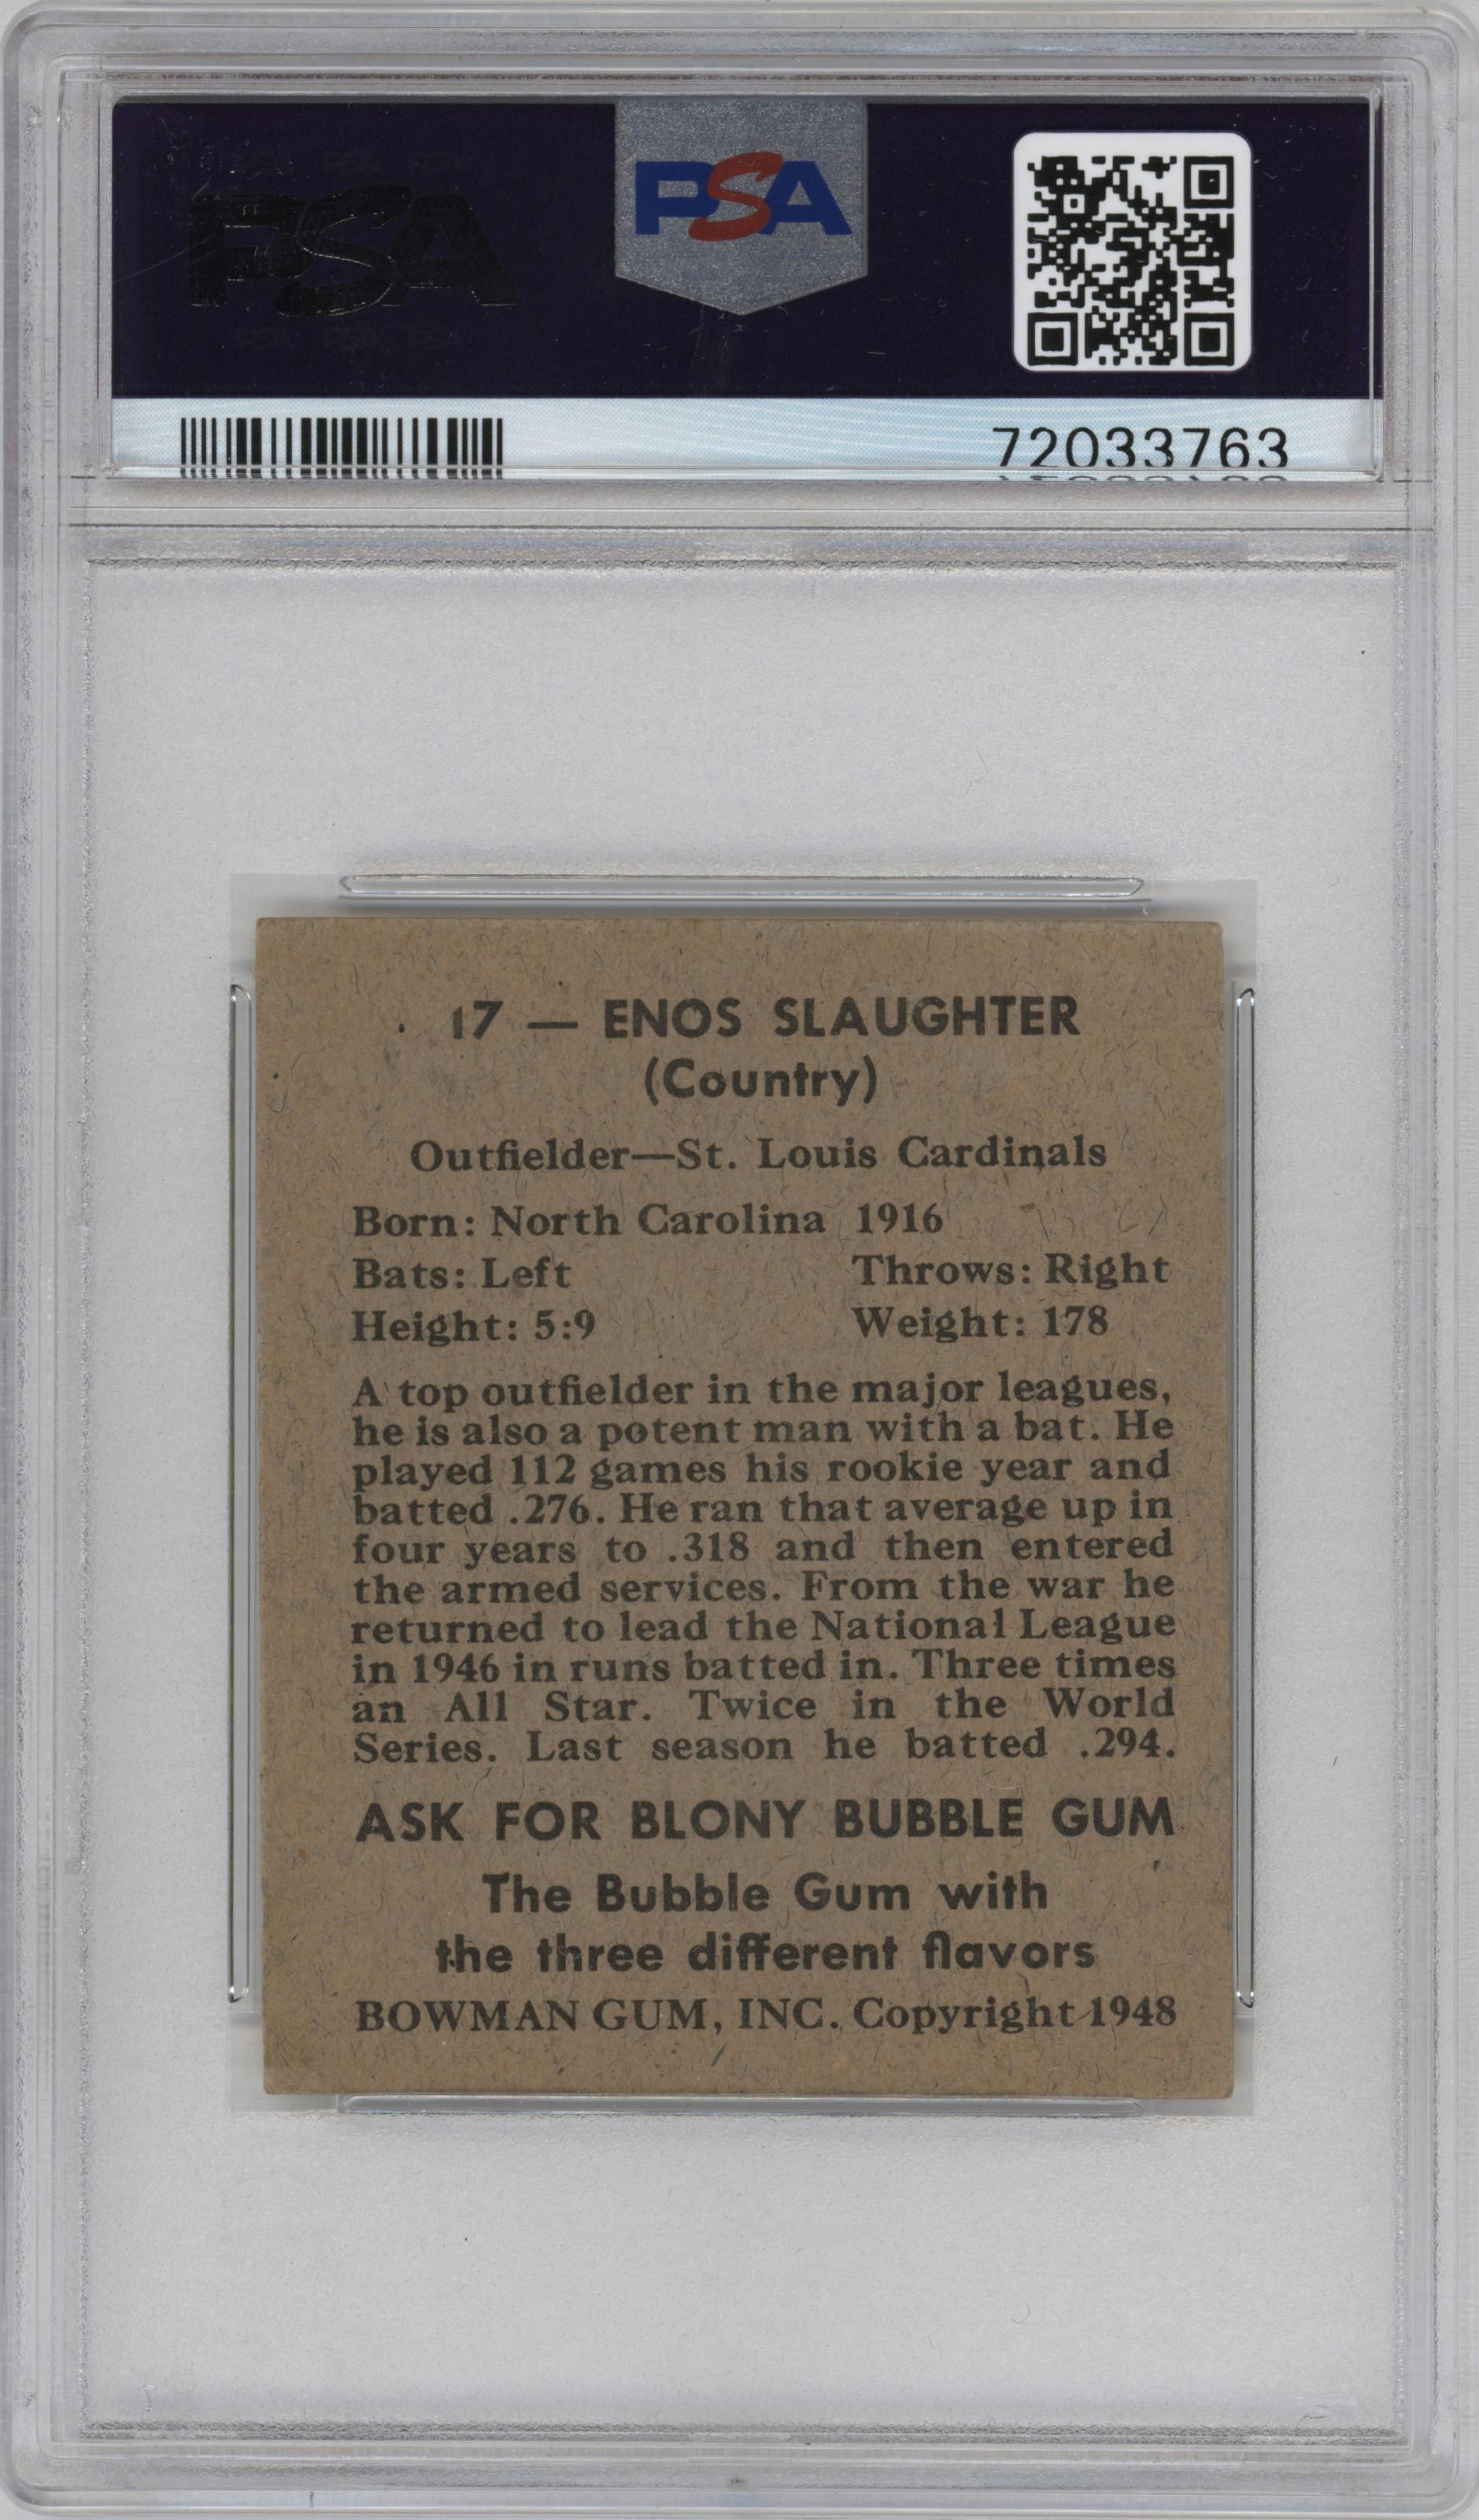 PSA
PSA
72033763
17 — ENOS SLAUGHTER
(Country)
Outfielder—St. Louis Cardinals
Born: North Carolina 1916
Bats: Left Throws: Right
Height: 5:9 Weight: 178
A top outfielder in the major leagues,
he is also a potent man with a bat. He
played 112 games his rookie year and
batted .276. He ran that average up in
four years to .318 and then entered
the armed services. From the war he
returned to lead the National League
in 1946 in runs batted in. Three times
an All Star. Twice in the World
Series. Last season he batted .294.
ASK FOR BLONY BUBBLE GUM
The Bubble Gum with
the three different flavors
BOWMAN GUM, INC. Copyright 1948